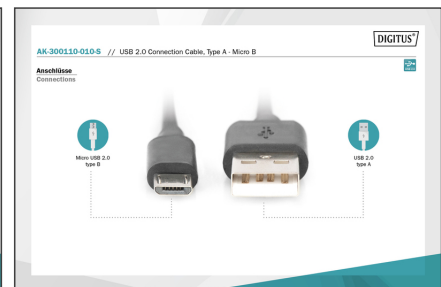 DIGITUS®
AK-300110-010-S // USB 2.0 Connection Cable, Type A - Micro B
Anschlüsse
Connections
Micro USB 2.0
type B
USB 2.0
type A